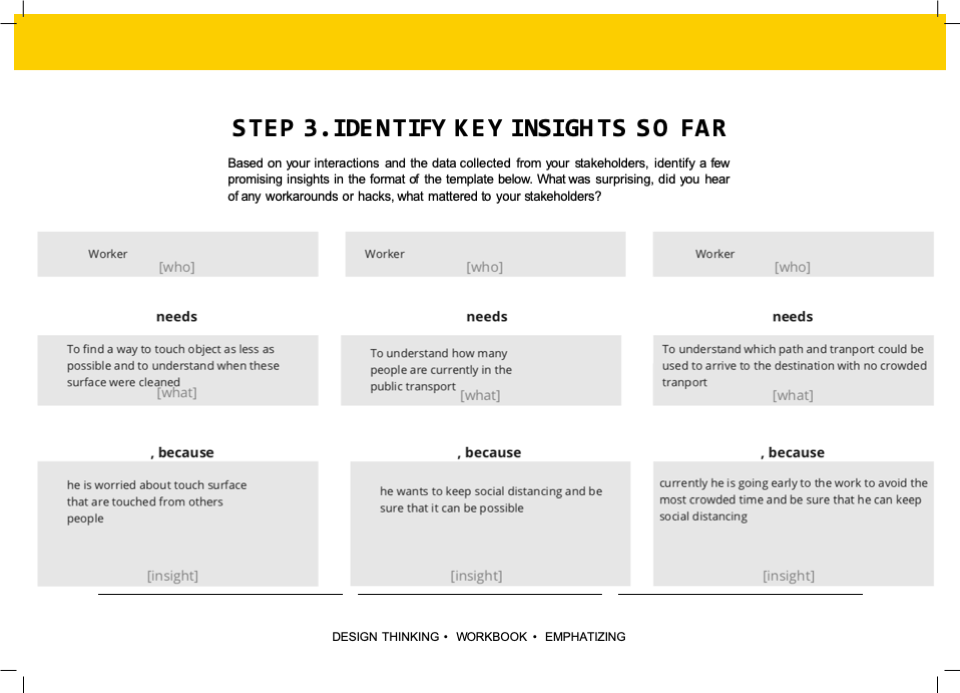 STEP 3.IDENTIFY KEY INSIGHTS SO FAR
Based on your interactions and the data collected from your stakeholders, identify a few
promising insights in the format of the template below. What was surprising, did you hear
of any workarounds or hacks, what mattered to your stakeholders?
Worker
[who]
Worker
[who]
Worker
[who]
needs
needs
needs
To find a way to touch object as less as
possible and to understand when these
surface were cleaned
[what]
To understand how many
people are currently in the
public transport
[what]
To understand which path and tranport could be
used to arrive to the destination with no crowded
tranport
[what]
, because
, because
, because
he is worried about touch surface
that are touched from others
people
[insight]
he wants to keep social distancing and be
sure that it can be possible
[insight]
currently he is going early to the work to avoid the
most crowded time and be sure that he can keep
social distancing
[insight]
DESIGN THINKING • WORKBOOK • EMPHATIZING